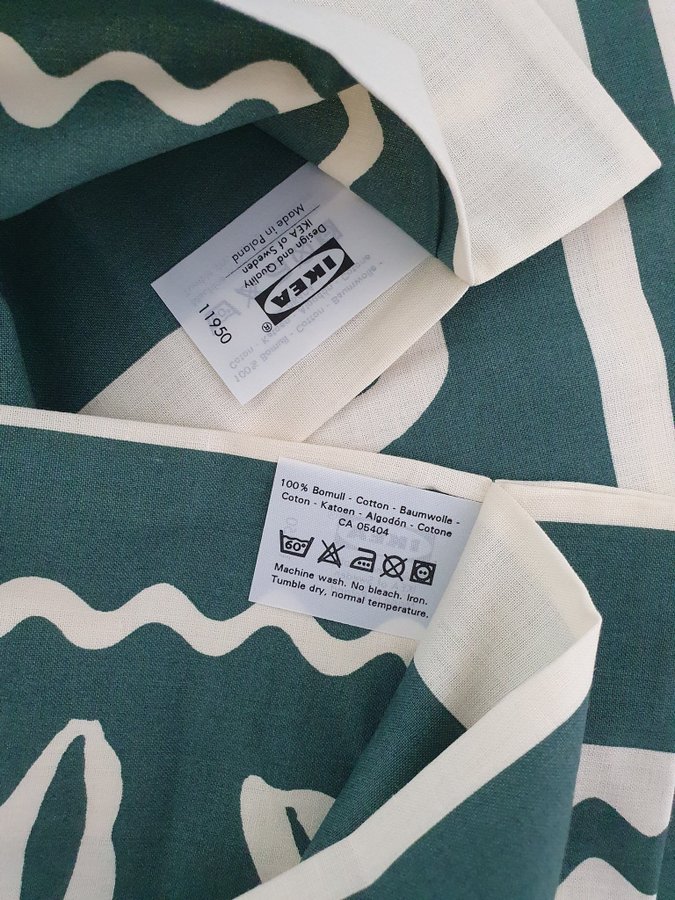 IKEA
®
Design and Quality
IKEA of Sweden
Made in Poland
11950
100% Bomull - Cotton - Baumwolle -
Coton - Katoen - Algodón - Cotone
CA 05404
60°
Machine wash. No bleach. Iron.
Tumble dry, normal temperature.